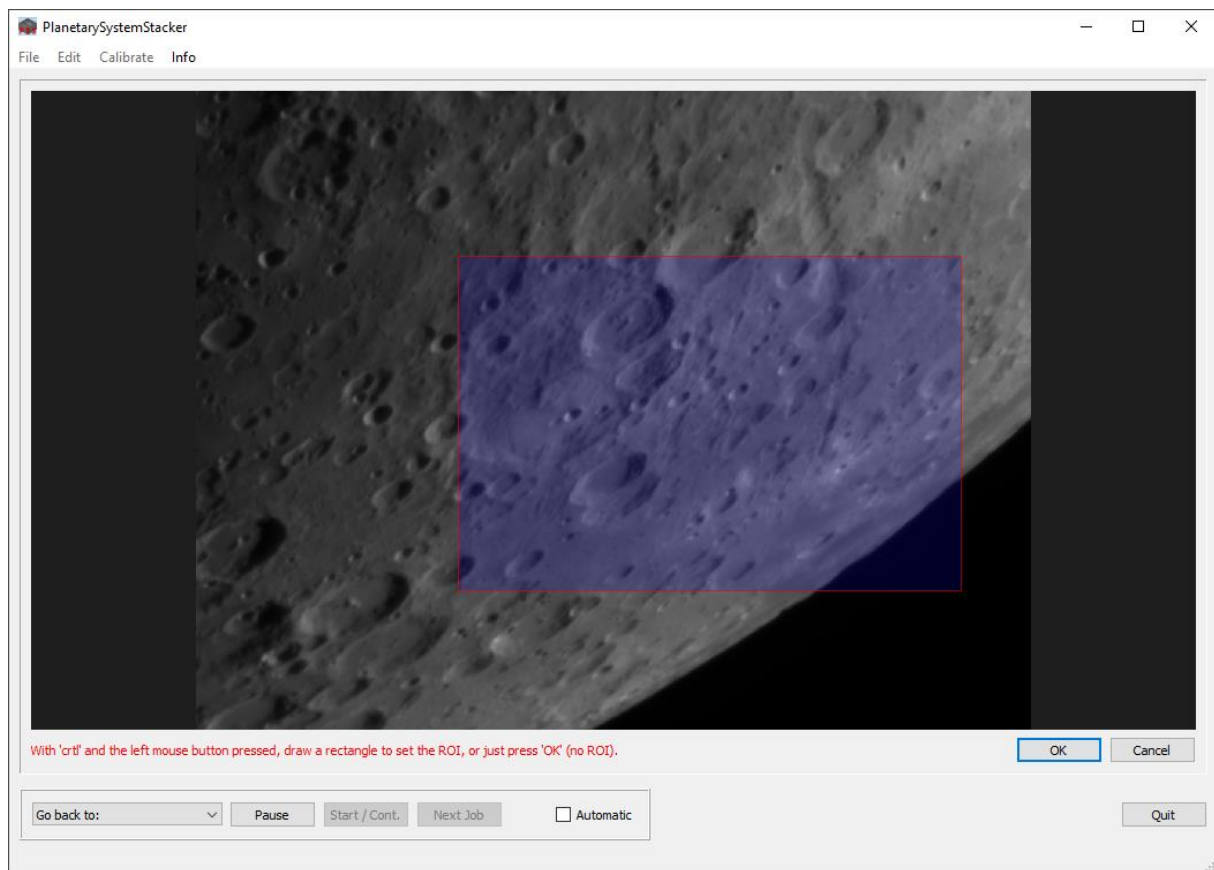 PlanetarySystemStacker
File Edit Calibrate Info
With 'crtl' and the left mouse button pressed, draw a rectangle to set the ROI, or just press 'OK' (no ROI).
OK Cancel
Go back to: Pause Start / Cont. Next Job Automatic Quit